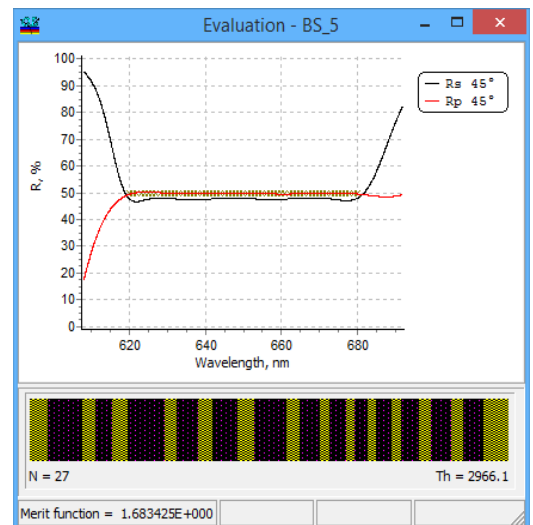 Evaluation - BS_5
100
90
80
70
60
50
40
30
20
10
0
R, %
620 640 660 680
Wavelength, nm
Rs 45°
Rp 45°
N = 27 Th = 2966.1
Merit function = 1.683425E+000